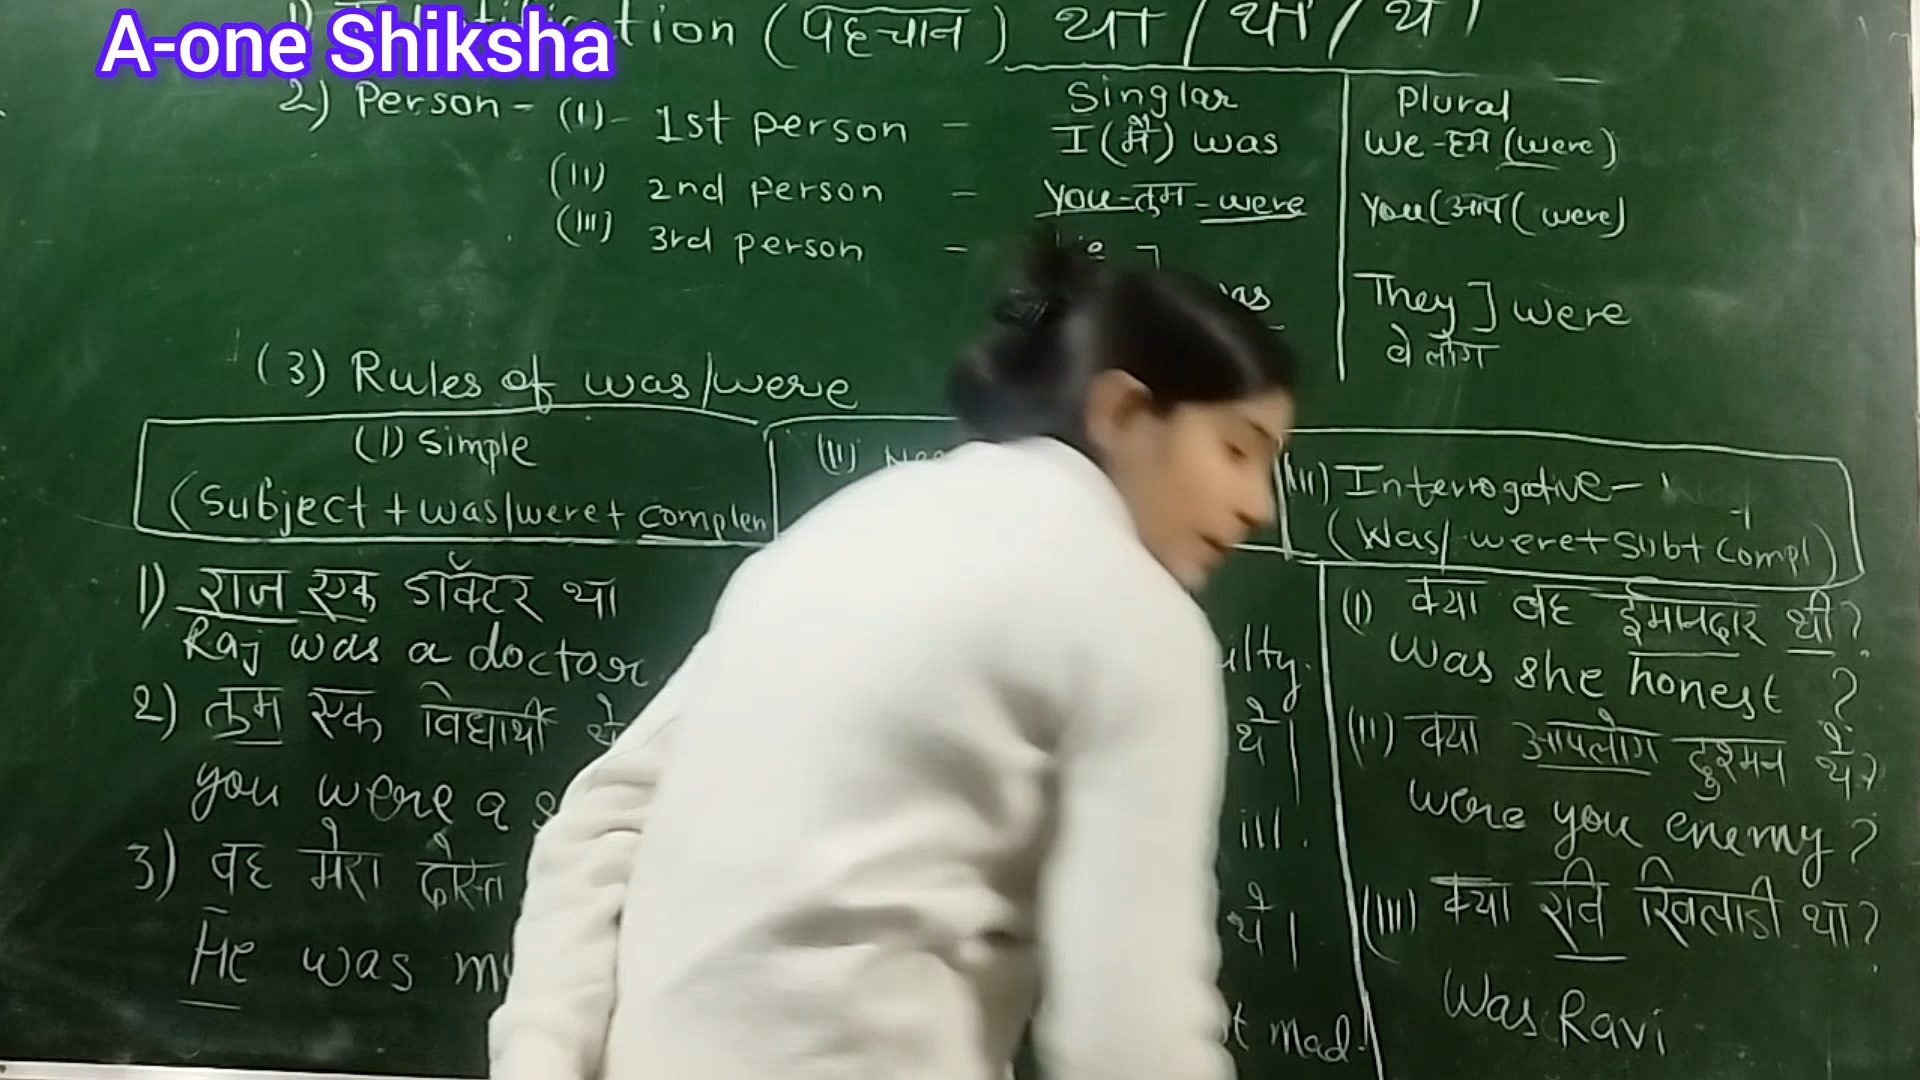 A-one Shiksha
1) tion (पहचान) था / थी / थे।
Singlar Plural
2) Person - (I) - 1st person - I (मैं) was We - हम (were)
(II) 2nd person - you - तुम - were You (आप (were)
(III) 3rd person - They ] were
वे लोग
(3) Rules of was/were
(I) Simple (II) (III) Interrogative -
(Subject + was/were + complen (Was/ were + sub + compl)
1) राज एक डॉक्टर था
Raj was a doctor
2) तुम एक विधार्थी थे
you were a
3) वह मेरा दोस्त
He was
थे।
ill.
थे।
mad.
(I) क्या वह ईमानदार थी?
Was she honest ?
(II) क्या आपलोग दुश्मन थे?
were you enemy ?
(III) क्या रवि खिलाडी था?
Was Ravi